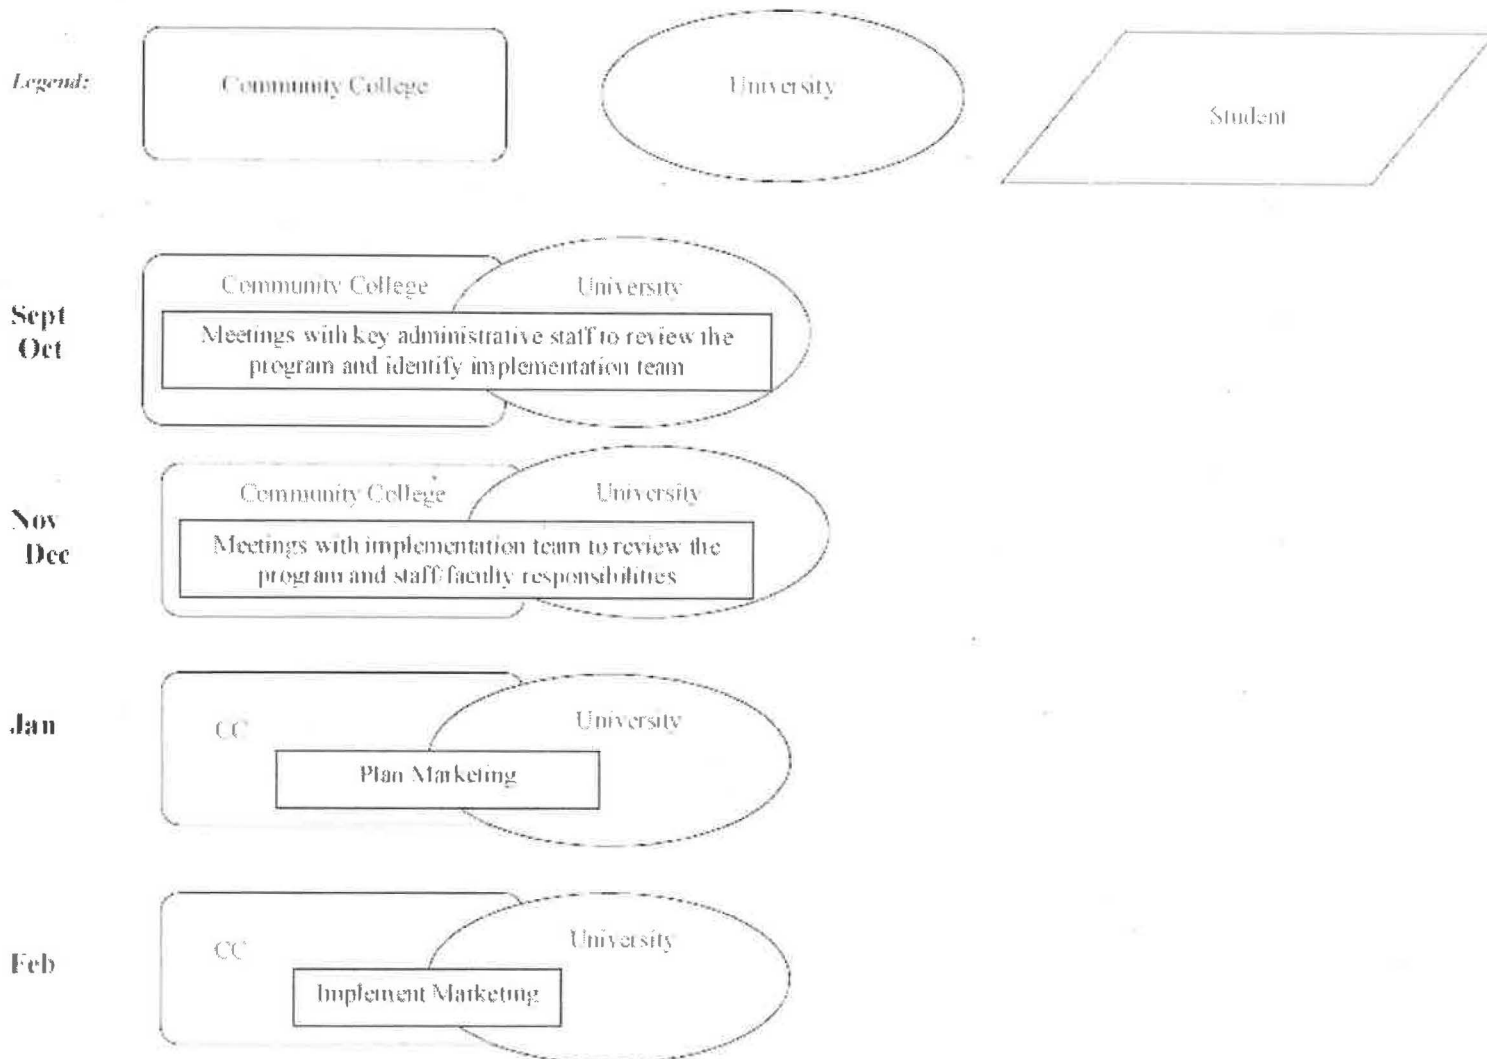 Legend:
Community College
University
Student
Sept
Oct
Community College
University
Meetings with key administrative staff to review the
program and identify implementation team
Nov
Dec
Community College
University
Meetings with implementation team to review the
program and staff/faculty responsibilities
Jan
CC
University
Plan Marketing
Feb
CC
University
Implement Marketing